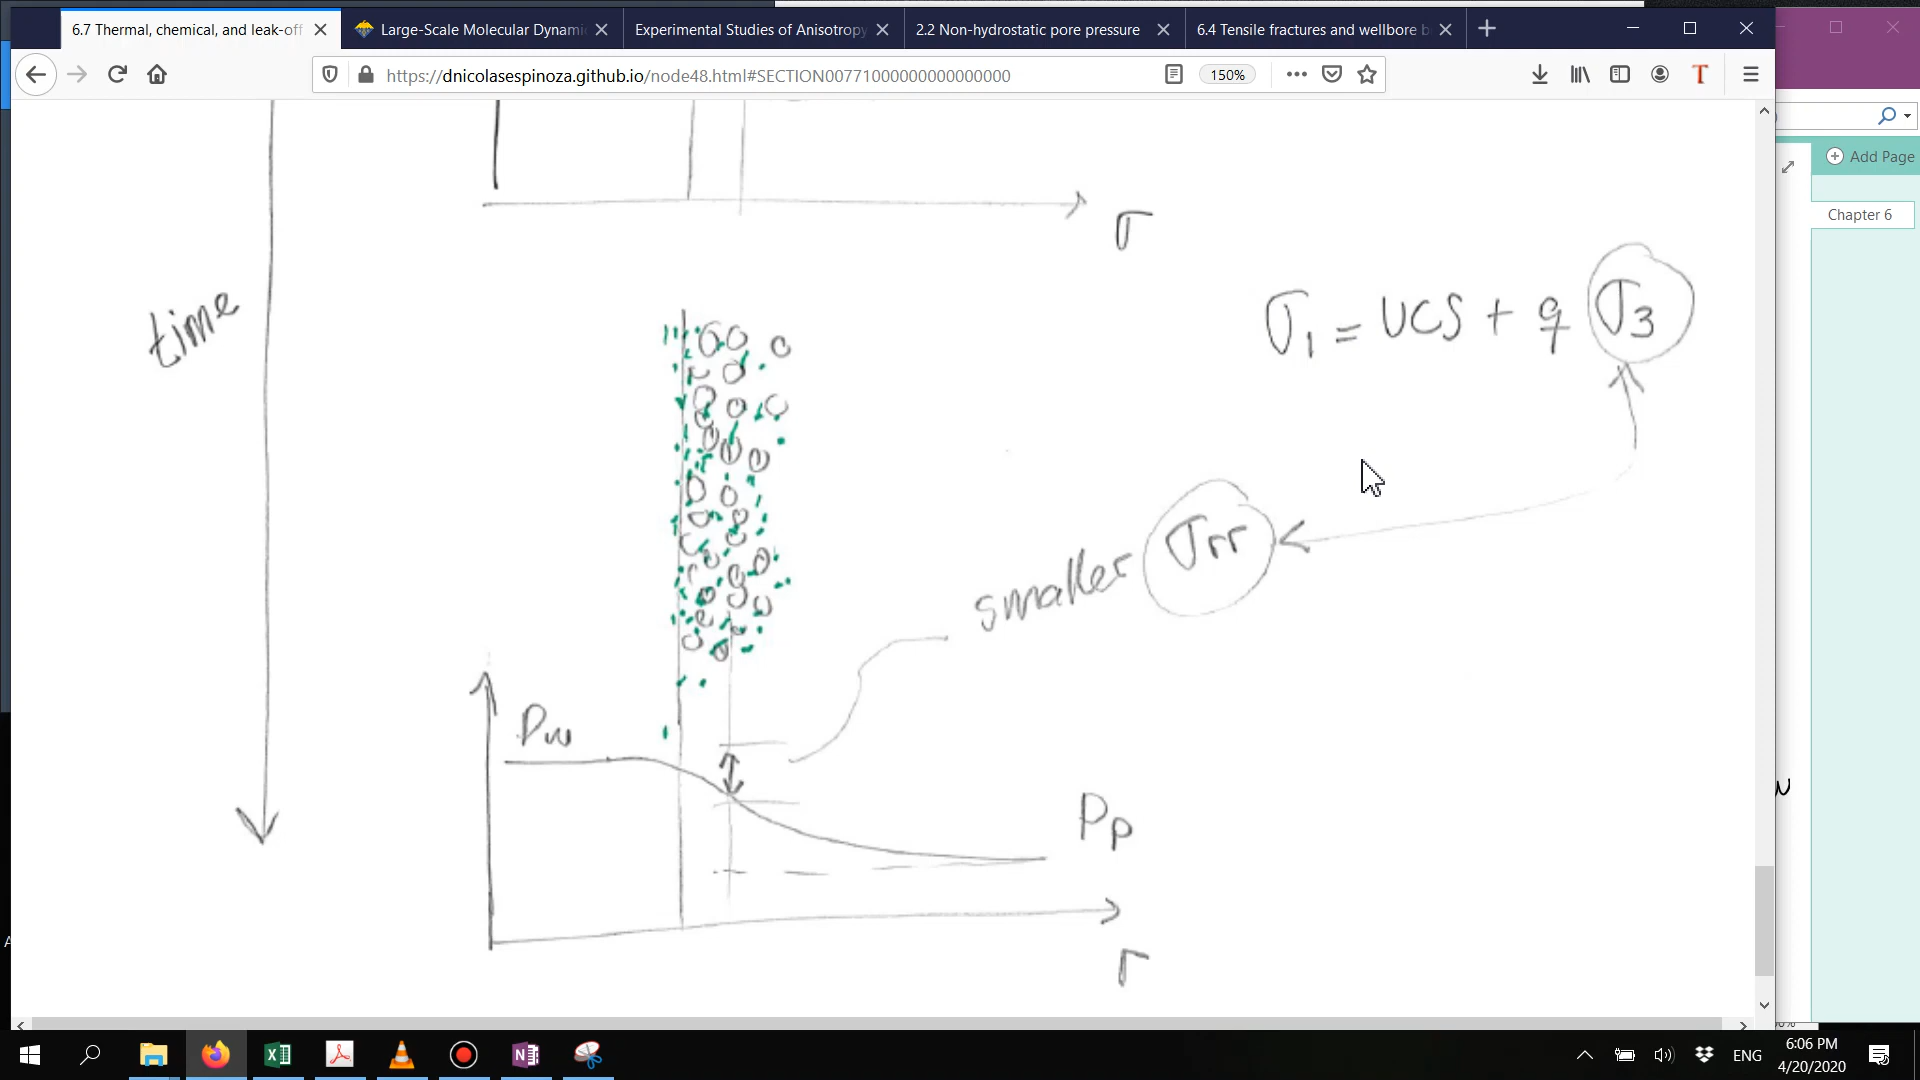 6.7 Thermal, chemical, and leak-off
Large-Scale Molecular Dynami
Experimental Studies of Anisotropy
2.2 Non-hydrostatic pore pressure
6.4 Tensile fractures and wellbore b
https://dnicolasespinoza.github.io/node48.html#SECTION00771000000000000000
150%
Add Page
Chapter 6
σ
time
σ1 = UCS + q σ3
smaller σrr
Pw
Pp
r
ENG
6:06 PM
4/20/2020